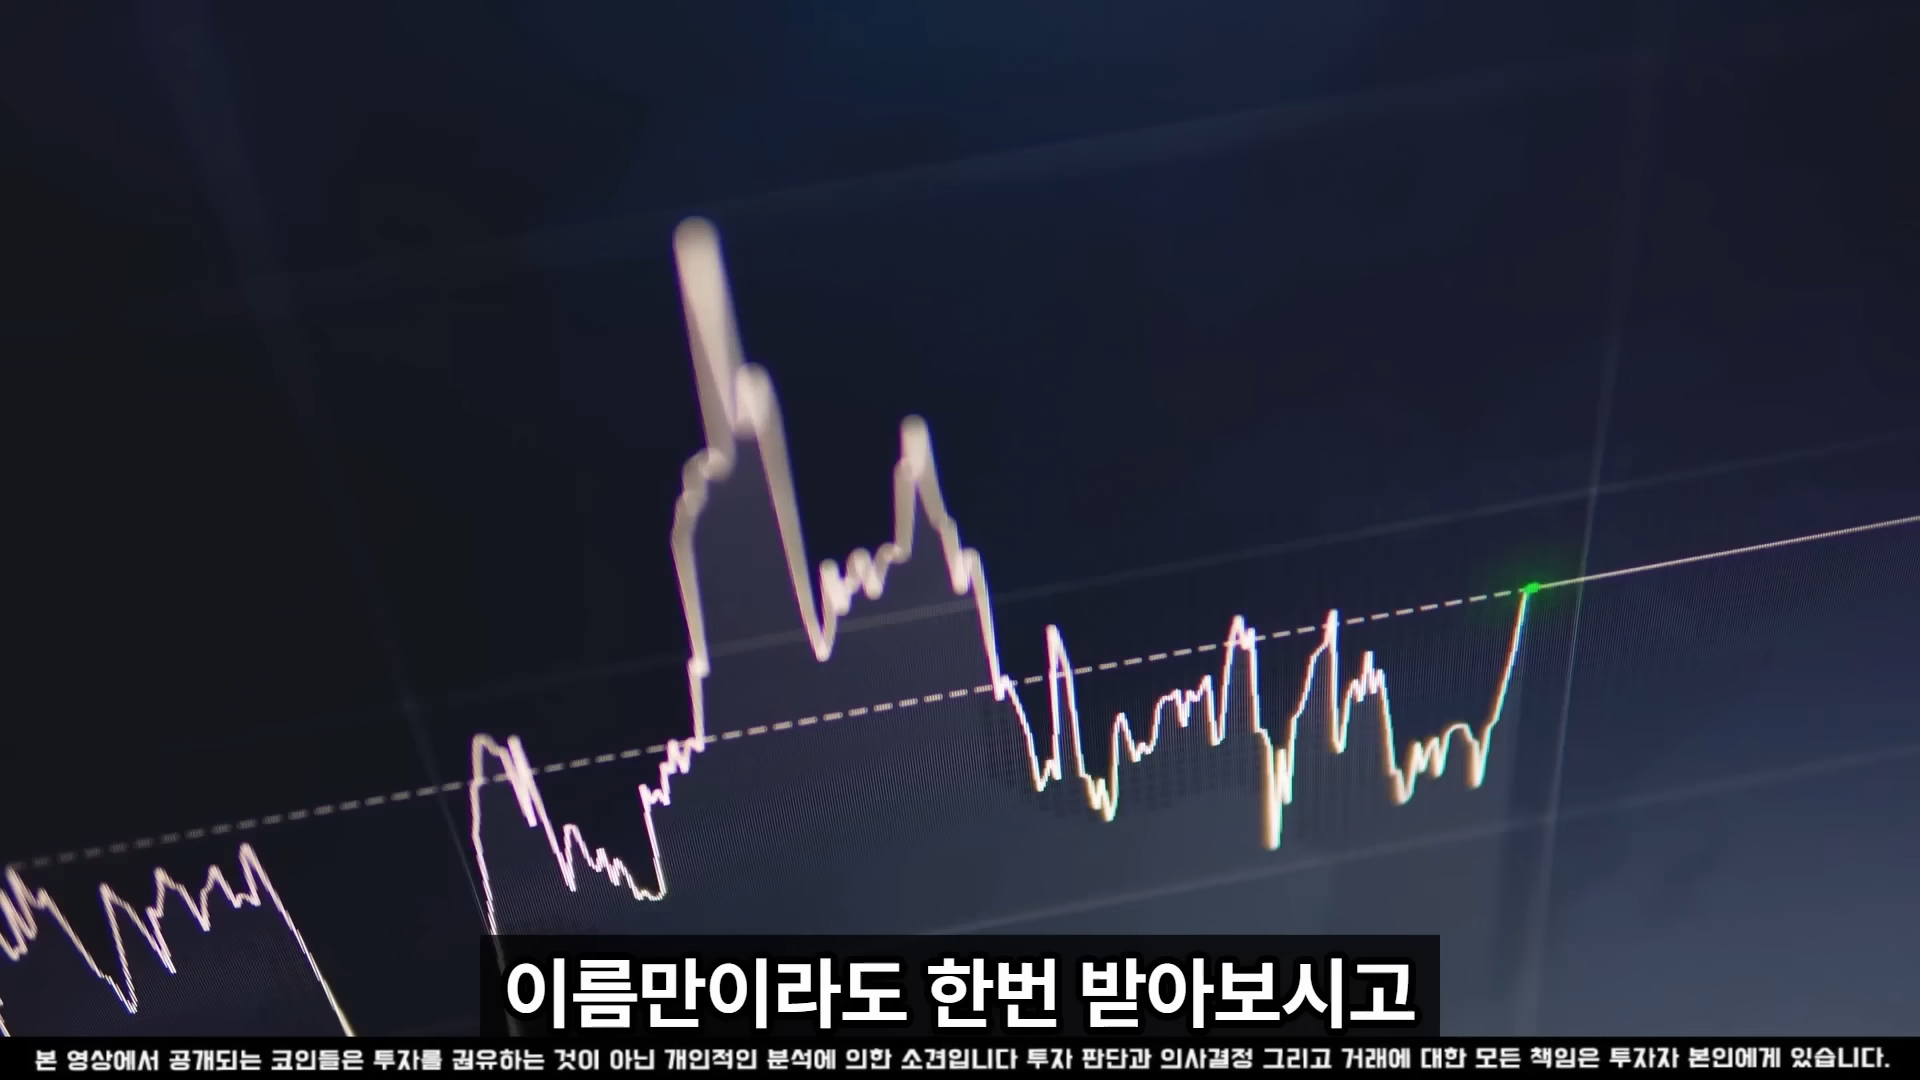 이름만이라도 한번 받아보시고
본 영상에서 공개되는 코인들은 투자를 권유하는 것이 아닌 개인적인 분석에 의한 소견입니다 투자 판단과 의사결정 그리고 거래에 대한 모든 책임은 투자자 본인에게 있습니다.